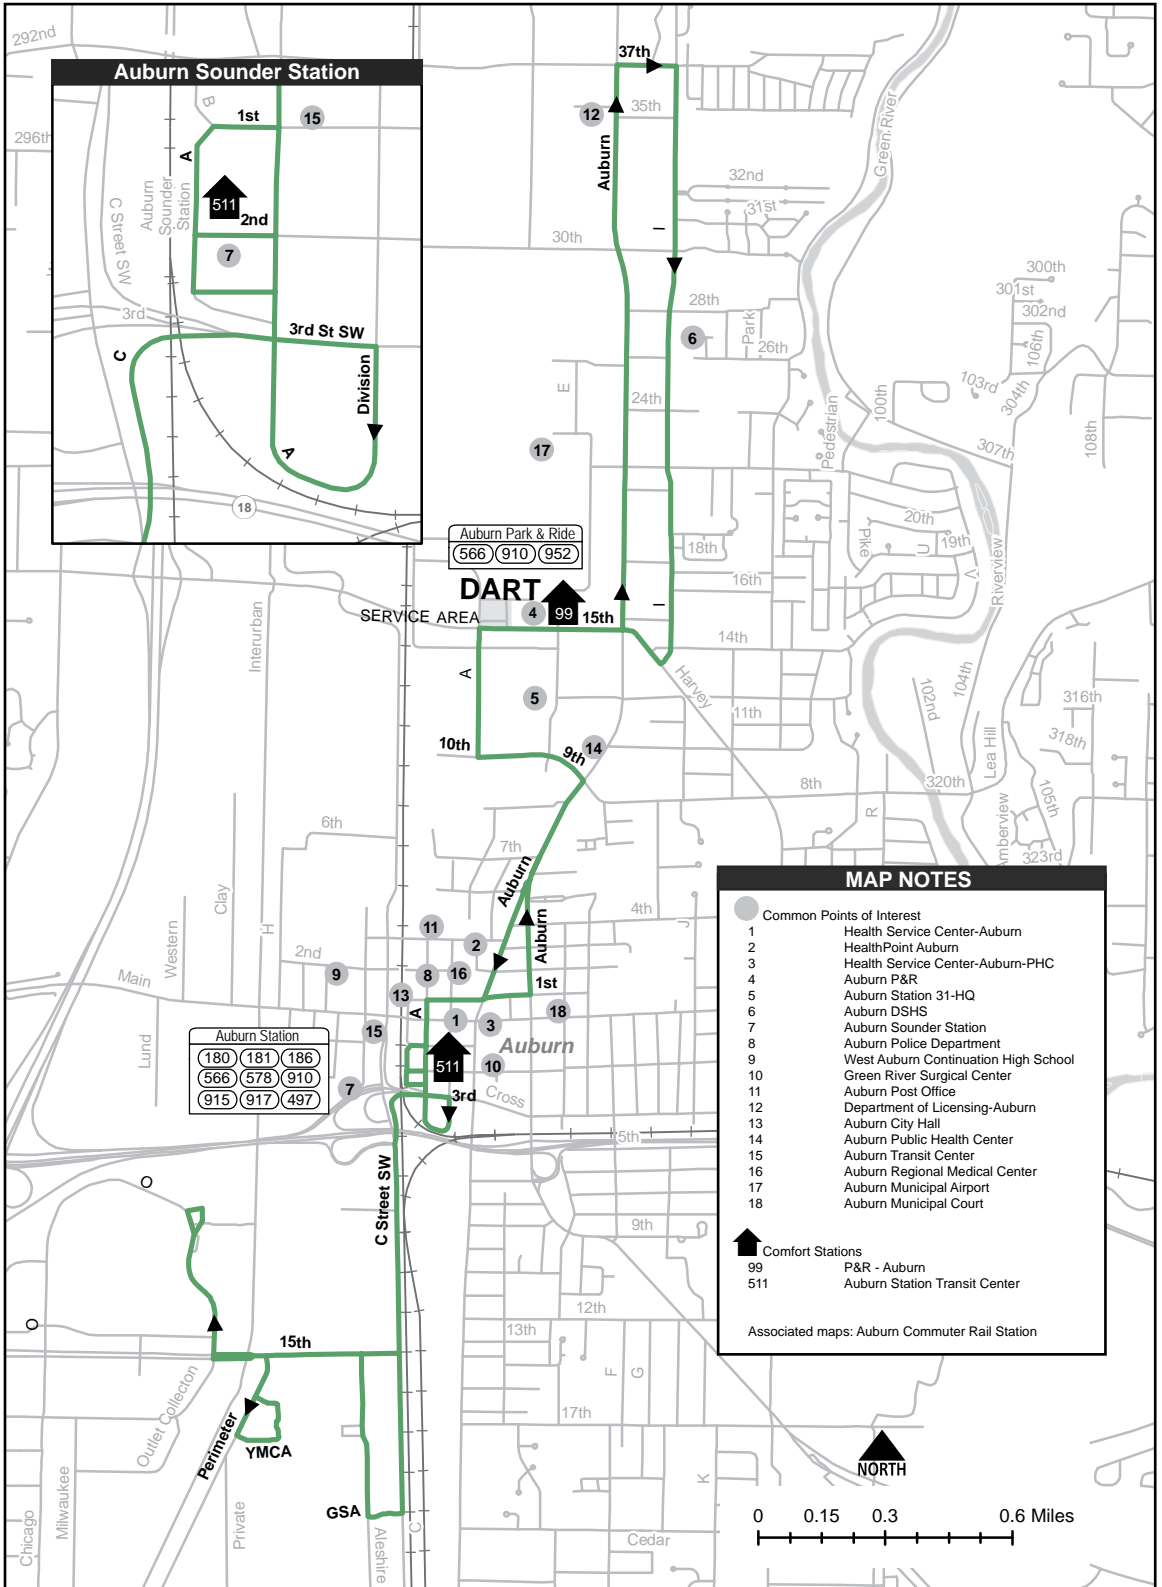 292nd
37th
Auburn Sounder Station
B
1st
15
12
35th
Green River
296th
A
Auburn
Auburn
Sounder
Station
C Street SW
511
2nd
32nd
31st
I
30th
7
300th
301st
302nd
28th
3rd
3rd St SW
Park
6
26th
106th
C
Division
E
103rd
304th
24th
100th
Pedestrian
108th
A
17
307th
18
Auburn Park & Ride
566 910 952
20th
19th
Pike
U
V
18th
16th
Riverview
DART
SERVICE AREA
4
99
15th
I
14th
Interurban
A
Harvey
104th
102nd
5
316th
11th
318th
Lea Hill
10th
9th
14
8th
320th
105th
R
Amberview
6th
7th
323rd
Auburn
Clay
Western
H
4th
J
11
2
Auburn
2nd
Main
9
8
16
1st
13
A
18
15
1
3
Lund
Auburn
Auburn Station
180 181 186
566 578 910
915 917 497
511
10
7
Cross
3rd
5th
C Street SW
O
9th
O
12th
15th
13th
F
G
Outlet Collecton
Perimeter
17th
YMCA
K
GSA
Chicago
Milwaukee
Private
Aleshire
C
Cedar
MAP NOTES
Common Points of Interest
1 Health Service Center-Auburn
2 HealthPoint Auburn
3 Health Service Center-Auburn-PHC
4 Auburn P&R
5 Auburn Station 31-HQ
6 Auburn DSHS
7 Auburn Sounder Station
8 Auburn Police Department
9 West Auburn Continuation High School
10 Green River Surgical Center
11 Auburn Post Office
12 Department of Licensing-Auburn
13 Auburn City Hall
14 Auburn Public Health Center
15 Auburn Transit Center
16 Auburn Regional Medical Center
17 Auburn Municipal Airport
18 Auburn Municipal Court
Comfort Stations
99 P&R - Auburn
511 Auburn Station Transit Center
Associated maps: Auburn Commuter Rail Station
NORTH
0 0.15 0.3 0.6 Miles